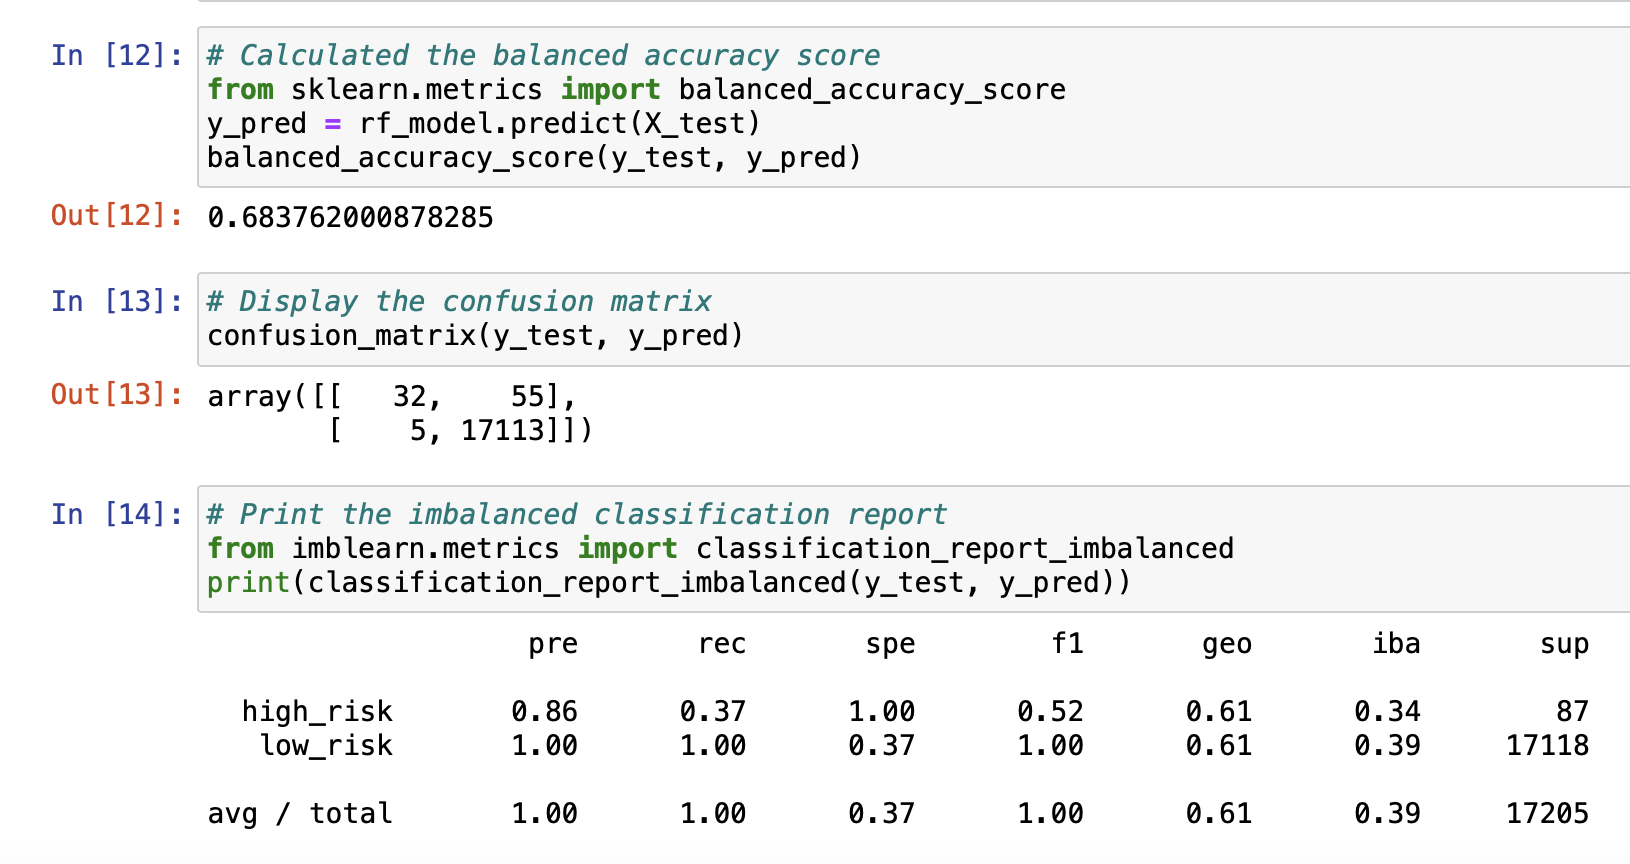 In [12]: # Calculated the balanced accuracy score
from sklearn.metrics import balanced_accuracy_score
y_pred = rf_model.predict(X_test)
balanced_accuracy_score(y_test, y_pred)
Out[12]: 0.683762000878285
In [13]: # Display the confusion matrix
confusion_matrix(y_test, y_pred)
Out[13]: array([[   32,    55],
       [    5, 17113]])
In [14]: # Print the imbalanced classification report
from imblearn.metrics import classification_report_imbalanced
print(classification_report_imbalanced(y_test, y_pred))
pre rec spe f1 geo iba sup
high_risk 0.86 0.37 1.00 0.52 0.61 0.34 87
low_risk 1.00 1.00 0.37 1.00 0.61 0.39 17118
avg / total 1.00 1.00 0.37 1.00 0.61 0.39 17205